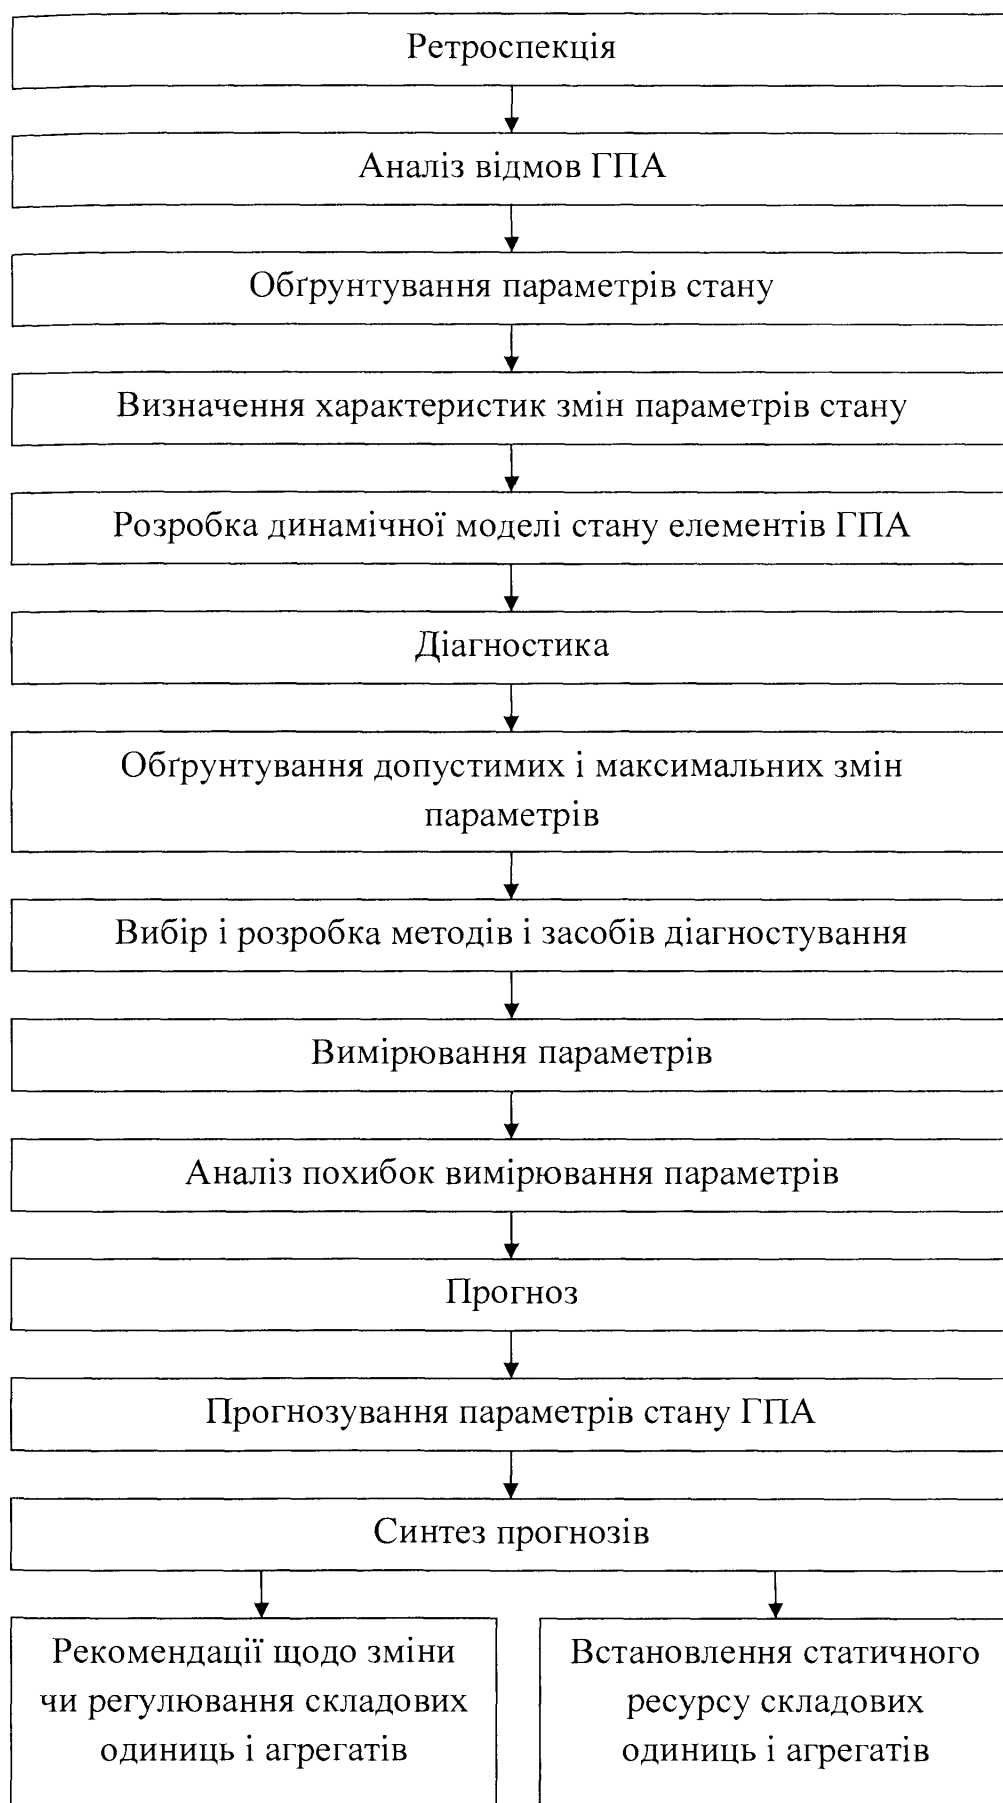 Ретроспекція
Аналіз відмов ГПА
Обґрунтування параметрів стану
Визначення характеристик змін параметрів стану
Розробка динамічної моделі стану елементів ГПА
Діагностика
Обґрунтування допустимих і максимальних змін
параметрів
Вибір і розробка методів і засобів діагностування
Вимірювання параметрів
Аналіз похибок вимірювання параметрів
Прогноз
Прогнозування параметрів стану ГПА
Синтез прогнозів
Рекомендації щодо зміни
чи регулювання складових
одиниць і агрегатів
Встановлення статичного
ресурсу складових
одиниць і агрегатів